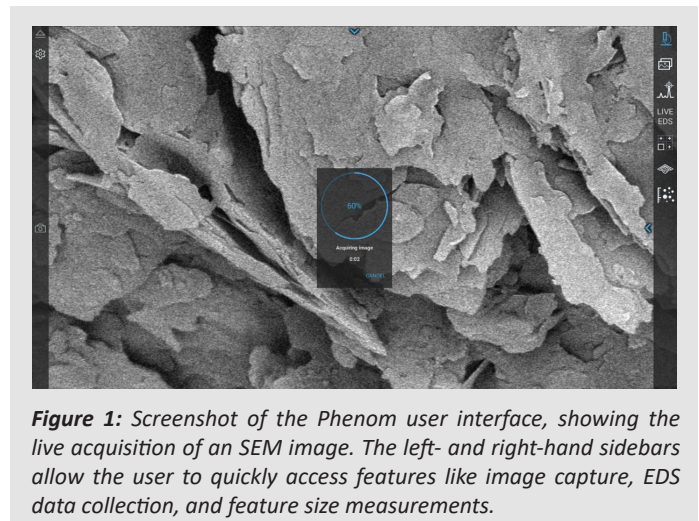 LIVE
EDS
60%
Acquiring Image
0:02
CANCEL
Figure 1: Screenshot of the Phenom user interface, showing the
live acquisition of an SEM image. The left- and right-hand sidebars
allow the user to quickly access features like image capture, EDS
data collection, and feature size measurements.